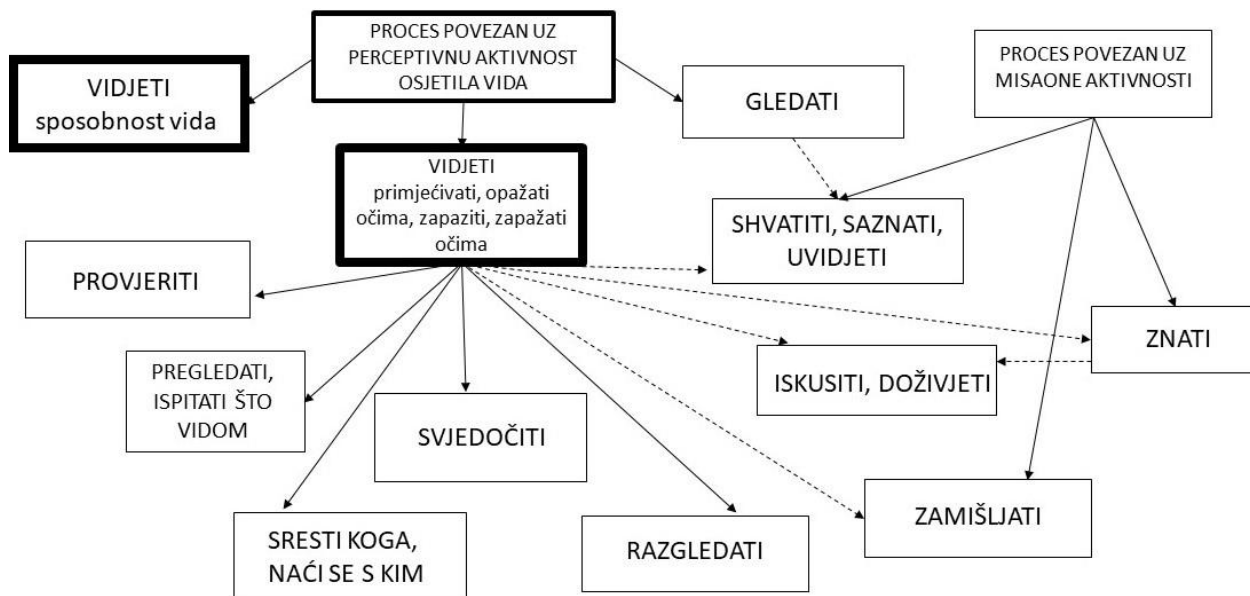 PROCES POVEZAN UZ
PERCEPTIVNU AKTIVNOST
OSJETILA VIDA
PROCES POVEZAN UZ
MISAONE AKTIVNOSTI
VIDJETI
sposobnost vida
GLEDATI
VIDJETI
primjećivati, opažati
očima, zapaziti, zapažati
očima
SHVATITI, SAZNATI,
UVIDJETI
PROVJERITI
ZNATI
ISKUSITI, DOŽIVJETI
PREGLEDATI,
ISPITATI ŠTO
VIDOM
SVJEDOČITI
ZAMIŠLJATI
SRESTI KOGA,
NAĆI SE S KIM
RAZGLEDATI